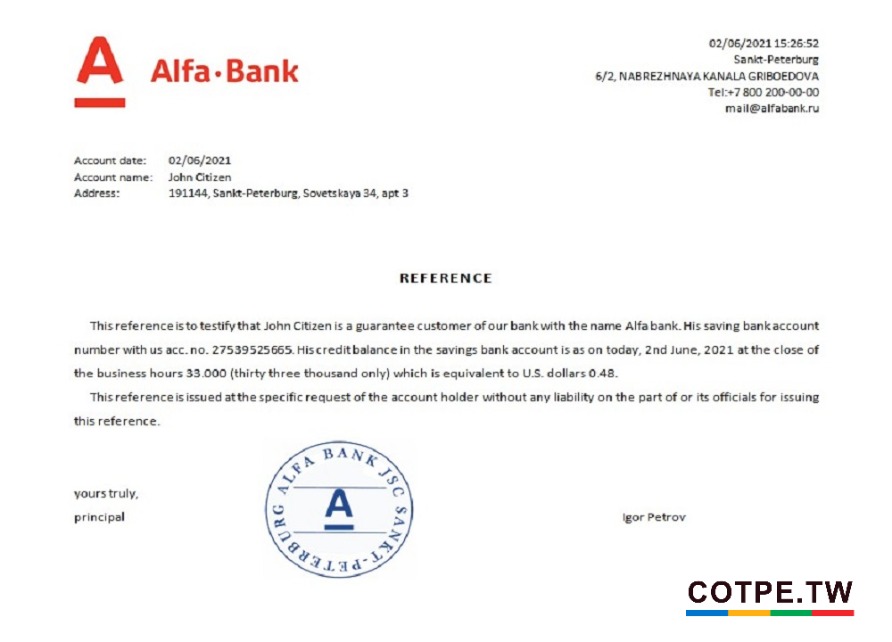 Alfa·Bank
02/06/2021 15:26:52
Sankt-Peterburg
6/2, NABREZHNAYA KANALA GRIBOEDOVA
Tel:+7 800 200-00-00
mail@alfabank.ru
Account date: 02/06/2021
Account name: John Citizen
Address: 191144, Sankt-Peterburg, Sovetskaya 34, apt 3
REFERENCE
This reference is to testify that John Citizen is a guarantee customer of our bank with the name Alfa bank. His saving bank account
number with us acc. no. 27539525665. His credit balance in the savings bank account is as on today, 2nd June, 2021 at the close of
the business hours 33.000 (thirty three thousand only) which is equivalent to U.S. dollars 0.48.
This reference is issued at the specific request of the account holder without any liability on the part of or its officials for issuing
this reference.
ALFA BANK JSC SANKT-PETERBURG
A
yours truly,
principal
Igor Petrov
COTPE.TW